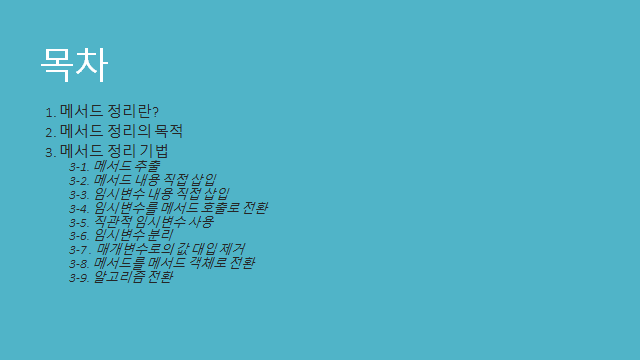 목차
1. 메서드 정리란?
2. 메서드 정리의 목적
3. 메서드 정리 기법
3-1. 메서드 추출
3-2. 메서드 내용 직접 삽입
3-3. 임시변수 내용 직접 삽입
3-4. 임시변수를 메서드 호출로 전환
3-5. 직관적 임시변수 사용
3-6. 임시변수 분리
3-7. 매개변수로의 값 대입 제거
3-8. 메서드를 메서드 객체로 전환
3-9. 알고리즘 전환